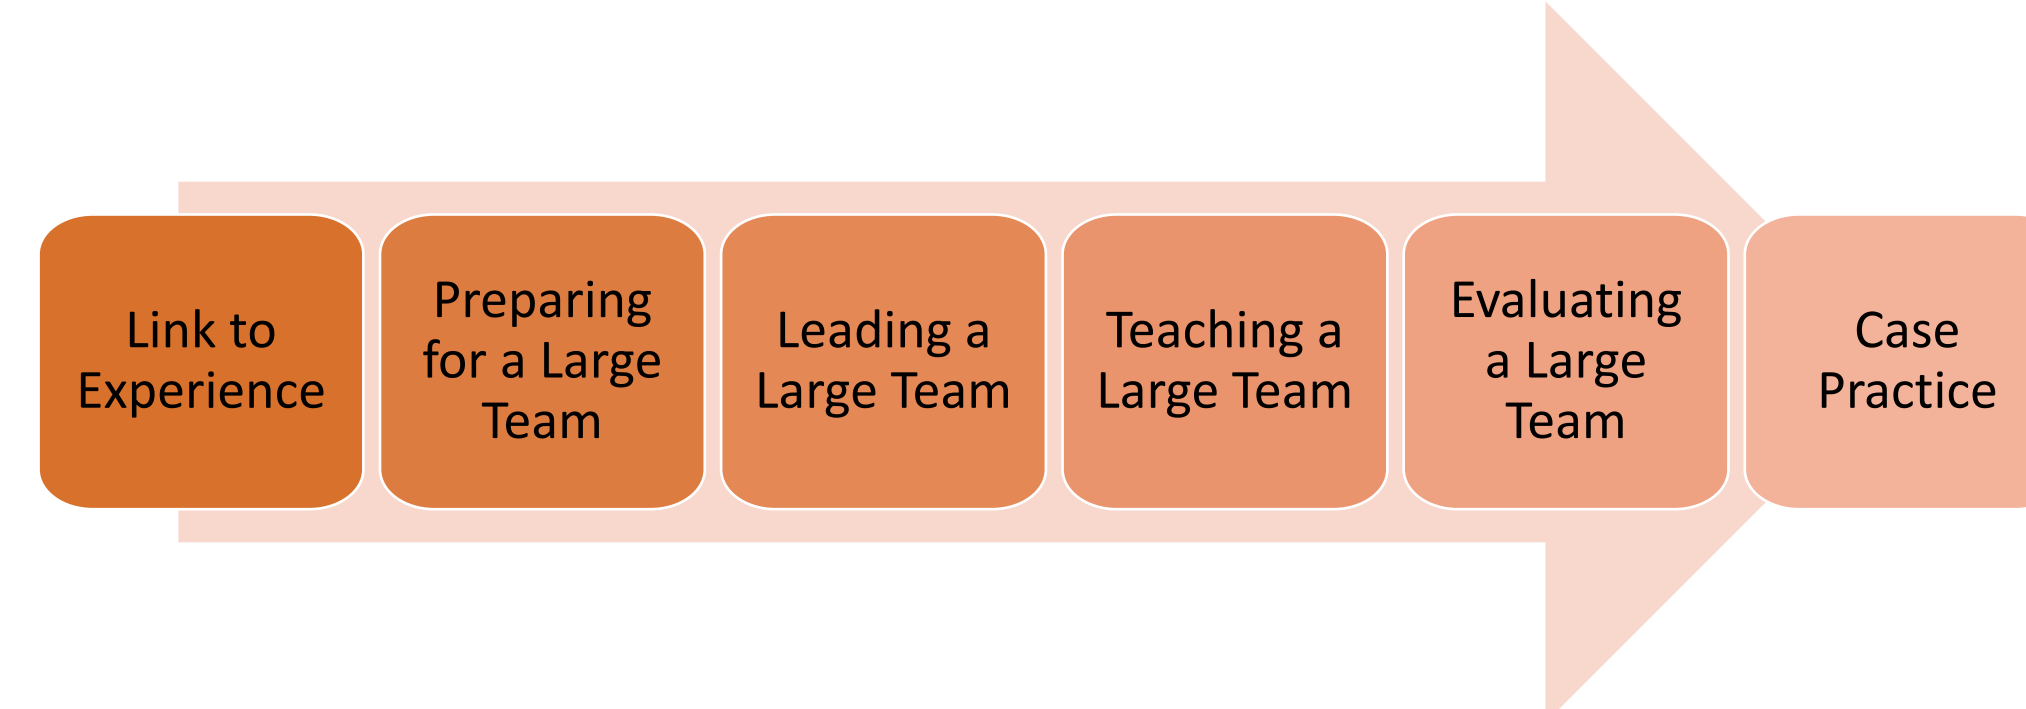 Link to
Experience
Preparing
for a Large
Team
Leading a
Large Team
Teaching a
Large Team
Evaluating
a Large
Team
Case
Practice